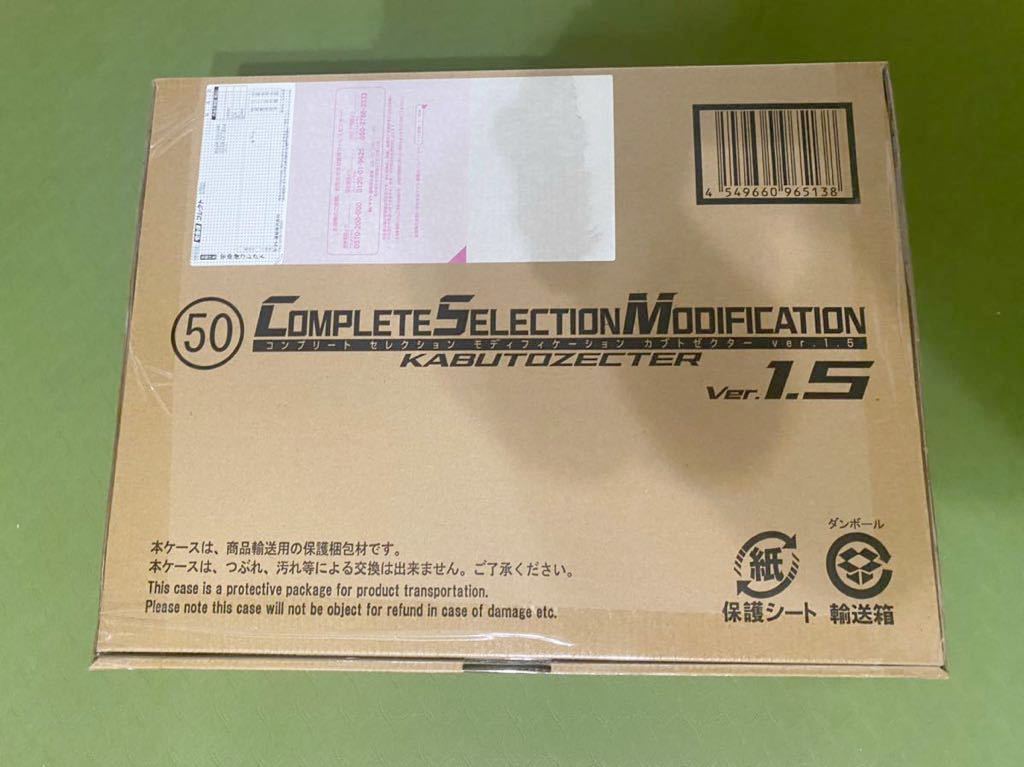 4 549660 965138
50
COMPLETE SELECTION MODIFICATION
コンプリート セレクション モディフィケーション カブトゼクター ver.1.5
KABUTOZECTER
Ver.1.5
本ケースは、商品輸送用の保護梱包材です。
本ケースは、つぶれ、汚れ等による交換は出来ません。ご了承ください。
This case is a protective package for product transportation.
Please note this case will not be object for refund in case of damage etc.
紙
保護シート
ダンボール
輸送箱